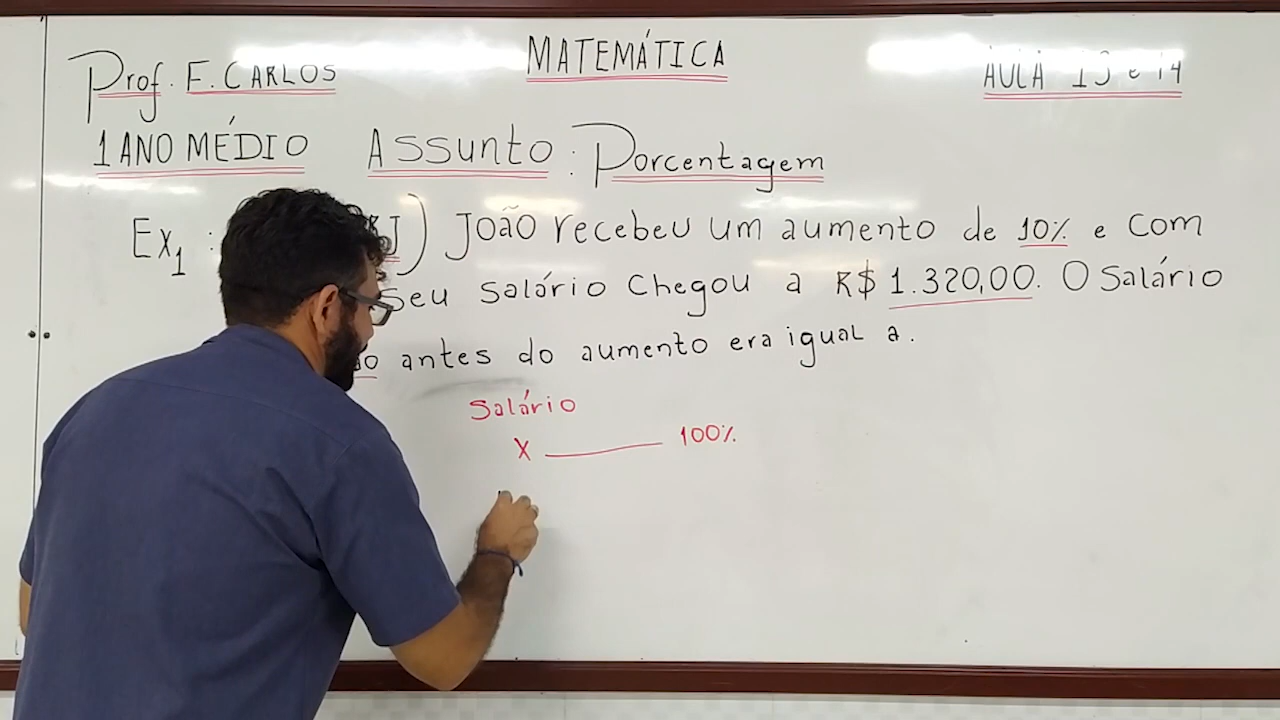 Prof. F. CARLOS
MATEMÁTICA
AULA 13 e 14
1 ANO MÉDIO
ASSUNTO : Porcentagem
Ex1 : RJ) JOÃO recebeu um aumento de 10% e com
seu salário chegou a R$ 1.320,00. O Salário
antes do aumento era igual a.
Salário
X 100%